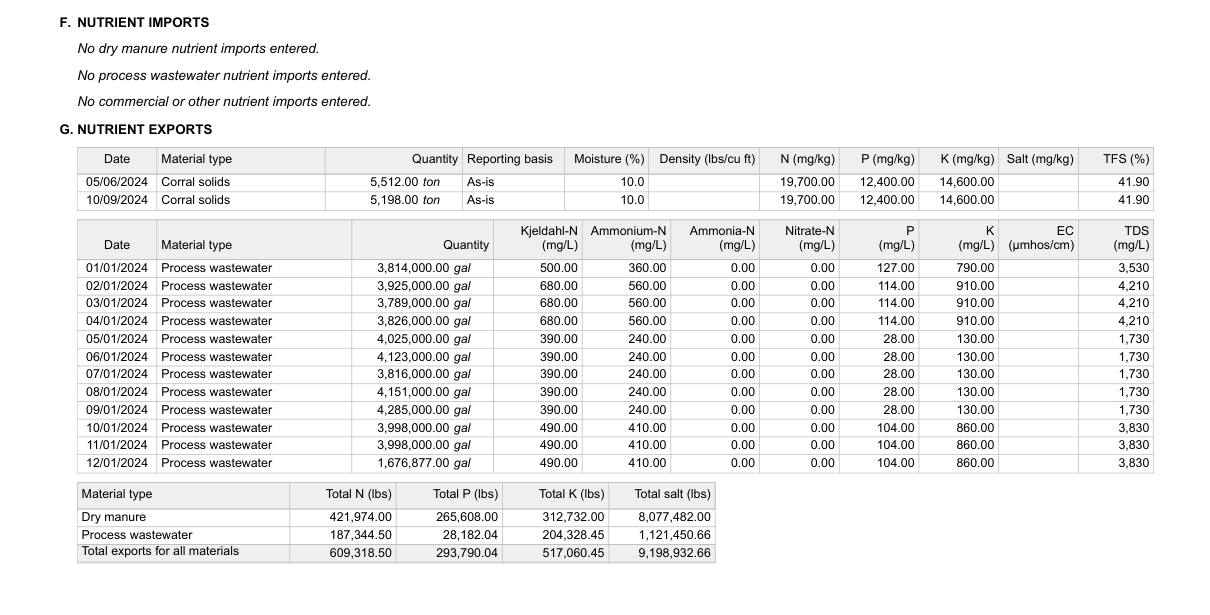 F. NUTRIENT IMPORTS
No dry manure nutrient imports entered.
No process wastewater nutrient imports entered.
No commercial or other nutrient imports entered.
G. NUTRIENT EXPORTS
Date Material type Quantity Reporting basis Moisture (%) Density (lbs/cu ft) N (mg/kg) P (mg/kg) K (mg/kg) Salt (mg/kg) TFS (%)
05/06/2024 Corral solids 5,512.00 ton As-is 10.0 19,700.00 12,400.00 14,600.00 41.90
10/09/2024 Corral solids 5,198.00 ton As-is 10.0 19,700.00 12,400.00 14,600.00 41.90
Kjeldahl-N Ammonium-N Ammonia-N Nitrate-N P K EC TDS
Date Material type Quantity (mg/L) (mg/L) (mg/L) (mg/L) (mg/L) (mg/L) (µmhos/cm) (mg/L)
01/01/2024 Process wastewater 3,814,000.00 gal 500.00 360.00 0.00 0.00 127.00 790.00 3,530
02/01/2024 Process wastewater 3,925,000.00 gal 680.00 560.00 0.00 0.00 114.00 910.00 4,210
03/01/2024 Process wastewater 3,789,000.00 gal 680.00 560.00 0.00 0.00 114.00 910.00 4,210
04/01/2024 Process wastewater 3,826,000.00 gal 680.00 560.00 0.00 0.00 114.00 910.00 4,210
05/01/2024 Process wastewater 4,025,000.00 gal 390.00 240.00 0.00 0.00 28.00 130.00 1,730
06/01/2024 Process wastewater 4,123,000.00 gal 390.00 240.00 0.00 0.00 28.00 130.00 1,730
07/01/2024 Process wastewater 3,816,000.00 gal 390.00 240.00 0.00 0.00 28.00 130.00 1,730
08/01/2024 Process wastewater 4,151,000.00 gal 390.00 240.00 0.00 0.00 28.00 130.00 1,730
09/01/2024 Process wastewater 4,285,000.00 gal 390.00 240.00 0.00 0.00 28.00 130.00 1,730
10/01/2024 Process wastewater 3,998,000.00 gal 490.00 410.00 0.00 0.00 104.00 860.00 3,830
11/01/2024 Process wastewater 3,998,000.00 gal 490.00 410.00 0.00 0.00 104.00 860.00 3,830
12/01/2024 Process wastewater 1,676,877.00 gal 490.00 410.00 0.00 0.00 104.00 860.00 3,830
Material type Total N (lbs) Total P (lbs) Total K (lbs) Total salt (lbs)
Dry manure 421,974.00 265,608.00 312,732.00 8,077,482.00
Process wastewater 187,344.50 28,182.04 204,328.45 1,121,450.66
Total exports for all materials 609,318.50 293,790.04 517,060.45 9,198,932.66